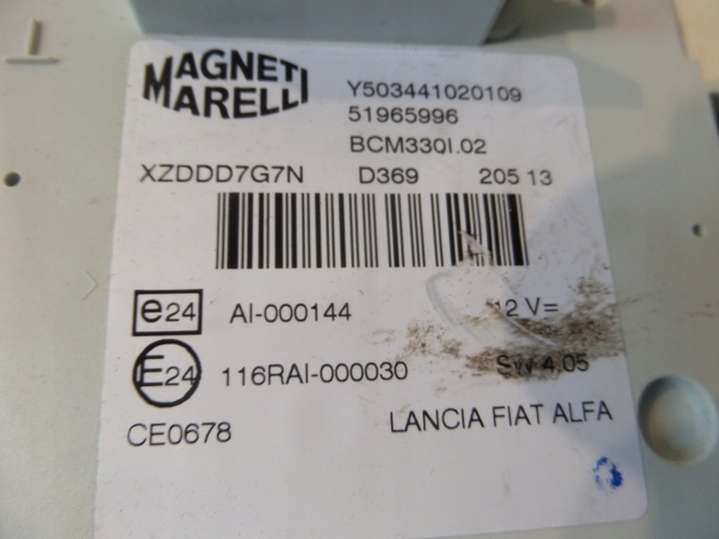 MAGNETI
MARELLI
Y503441020109
51965996
BCM330I.02
XZDDD7G7N D369 205 13
e24 AI-000144 12 V=
E24 116RAI-000030 SW 4.05
CE0678 LANCIA FIAT ALFA